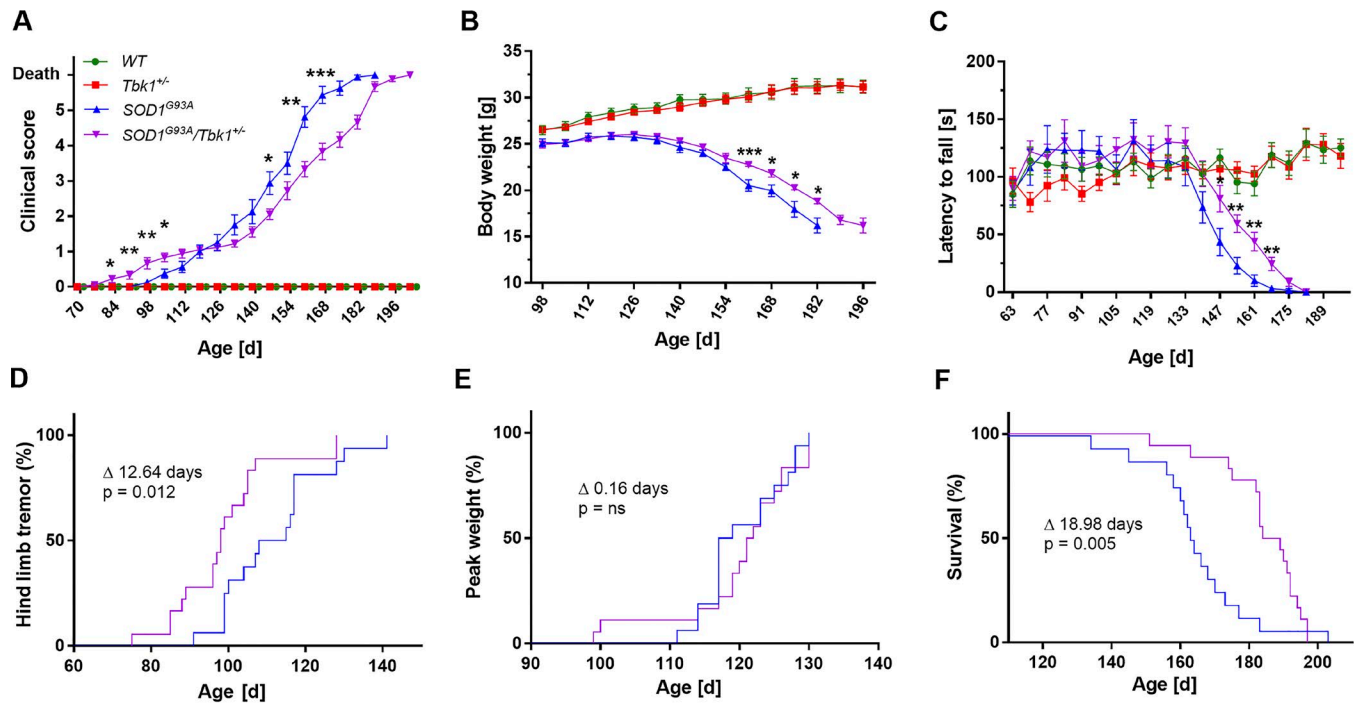 A
Death
5
4
3
2
1
0
Clinical score
WT
Tbk1+/-
SOD1G93A
SOD1G93A/Tbk1+/-
* ** ** * * ** ***
70 84 98 112 126 140 154 168 182 196
Age [d]
B
35
30
25
20
15
10
Body weight [g]
*** * * *
98 112 126 140 154 168 182 196
Age [d]
C
200
150
100
50
0
Latency to fall [s]
* ** ** **
63 77 91 105 119 133 147 161 175 189
Age [d]
D
100
50
0
Hind limb tremor (%)
Δ 12.64 days
p = 0.012
60 80 100 120 140
Age [d]
E
100
50
0
Peak weight (%)
Δ 0.16 days
p = ns
90 100 110 120 130 140
Age [d]
F
100
50
0
Survival (%)
Δ 18.98 days
p = 0.005
120 140 160 180 200
Age [d]